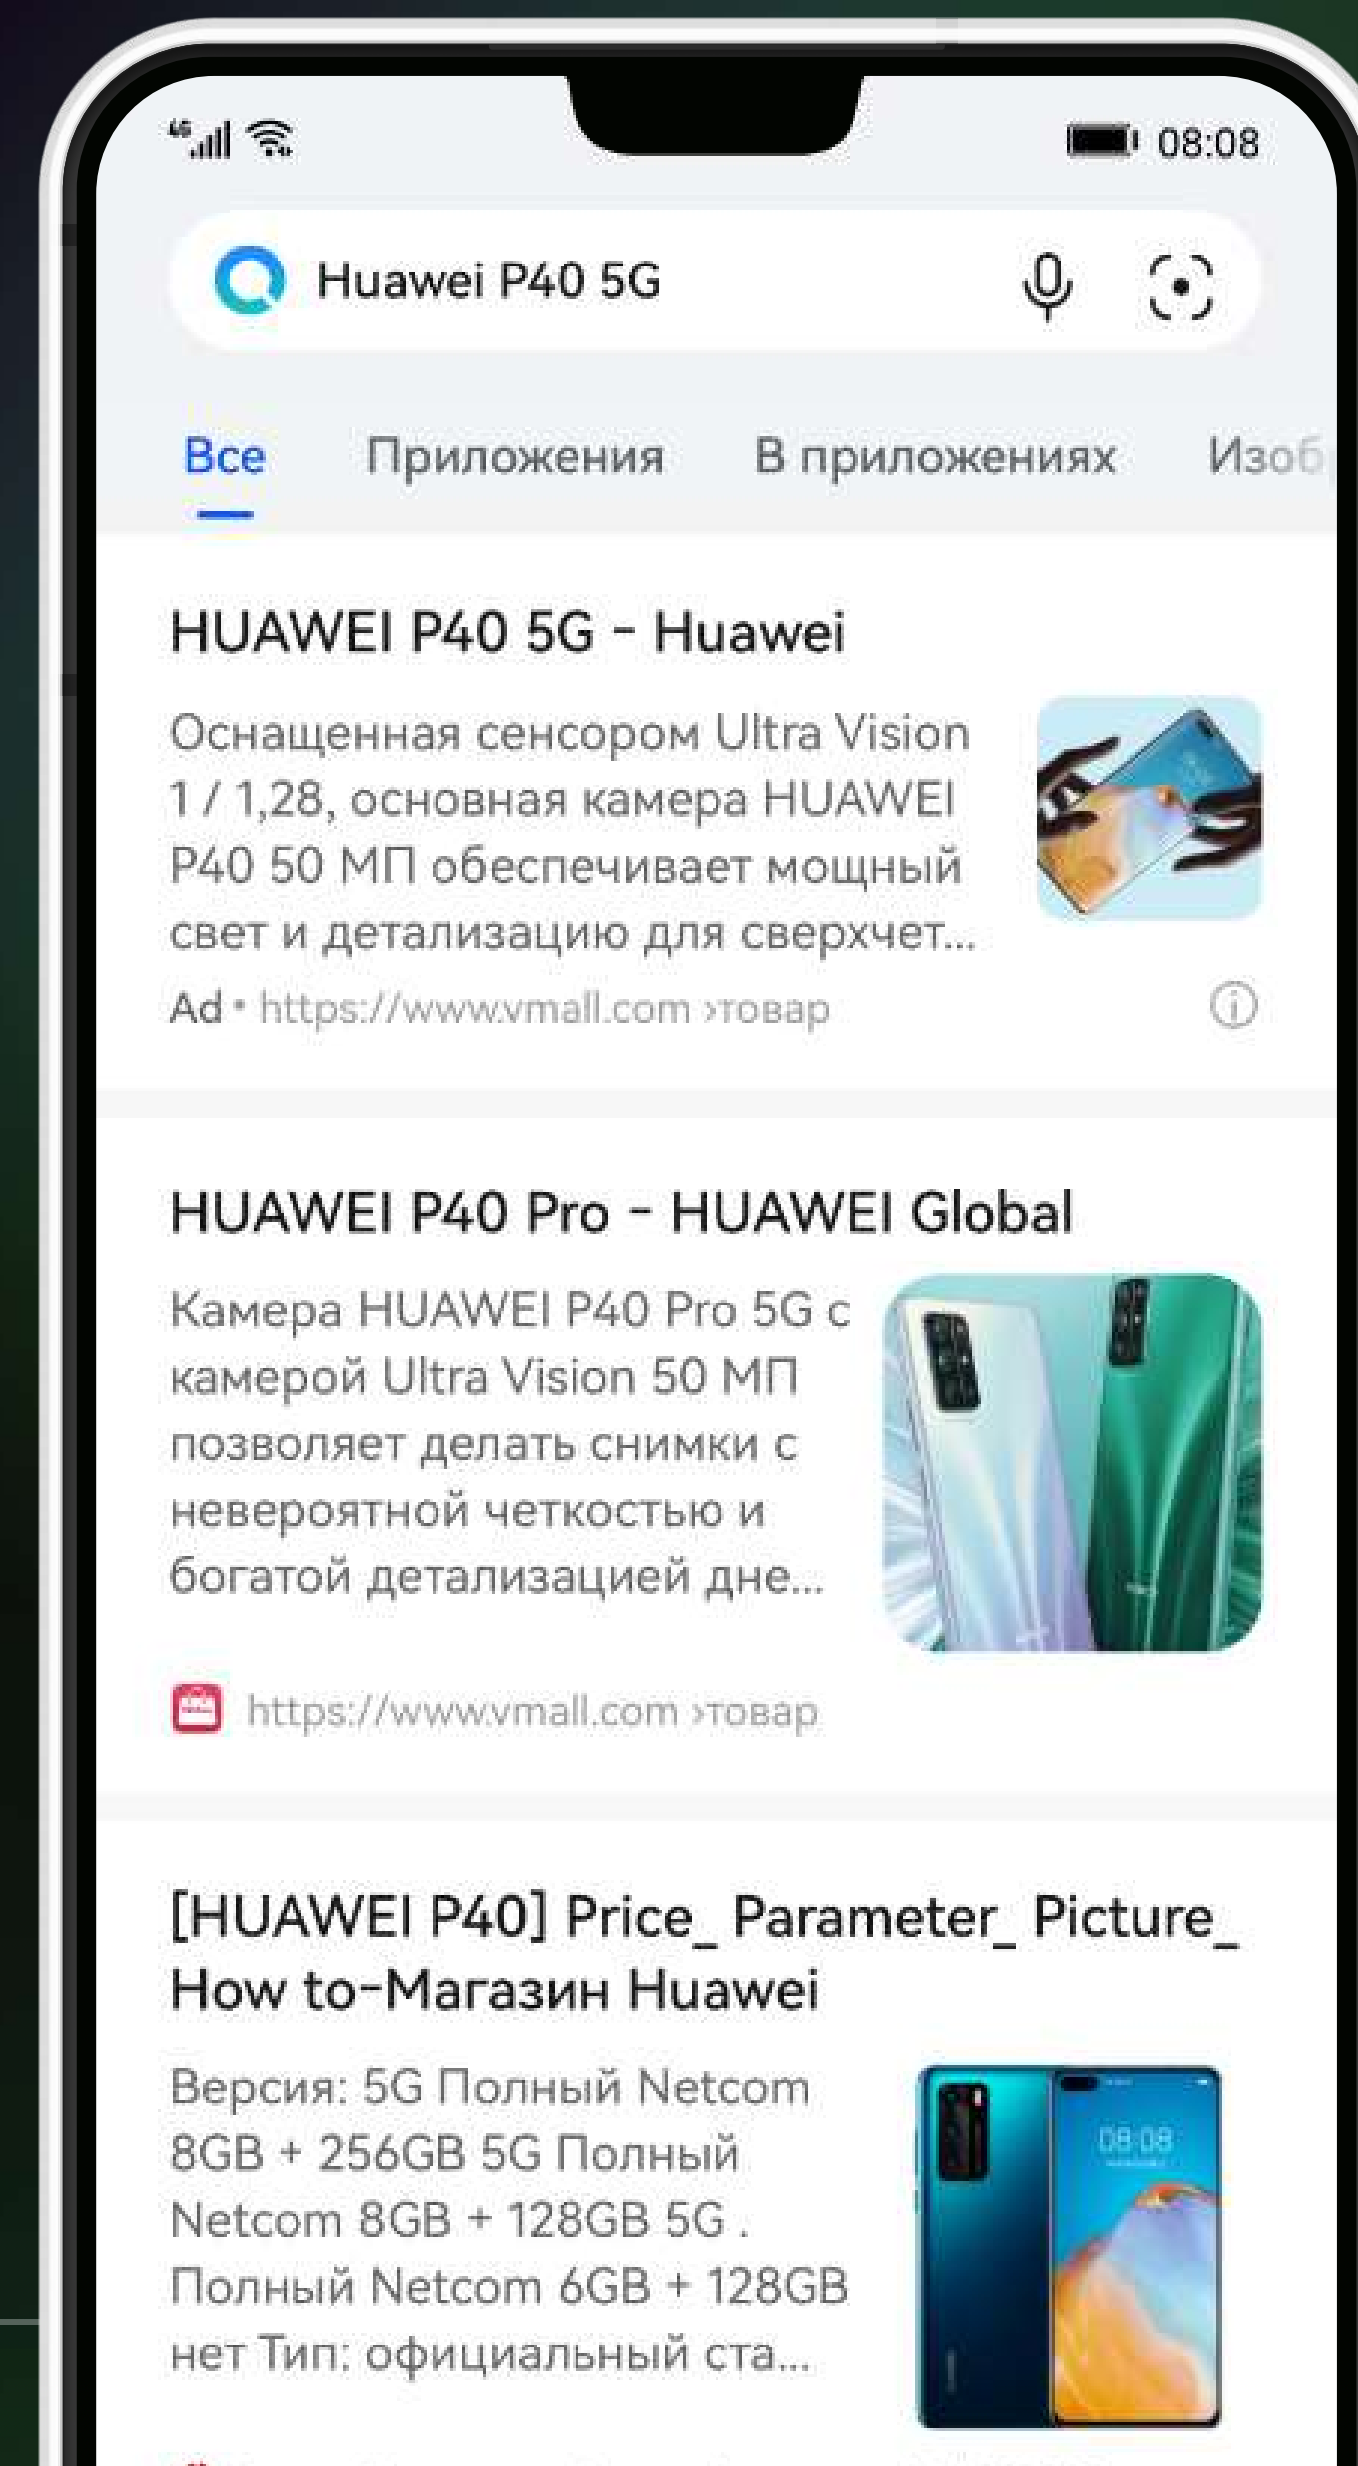 4G
08:08
Huawei P40 5G
Все Приложения В приложениях Изоб
HUAWEI P40 5G - Huawei
Оснащенная сенсором Ultra Vision
1 / 1,28, основная камера HUAWEI
P40 50 МП обеспечивает мощный
свет и детализацию для сверхчет...
Ad • https://www.vmall.com ›товар
HUAWEI P40 Pro - HUAWEI Global
Камера HUAWEI P40 Pro 5G с
камерой Ultra Vision 50 МП
позволяет делать снимки с
невероятной четкостью и
богатой детализацией дне...
https://www.vmall.com ›товар
[HUAWEI P40] Price_ Parameter_ Picture_
How to-Магазин Huawei
Версия: 5G Полный Netcom
8GB + 256GB 5G Полный
Netcom 8GB + 128GB 5G .
Полный Netcom 6GB + 128GB
нет Тип: официальный ста...
08:08